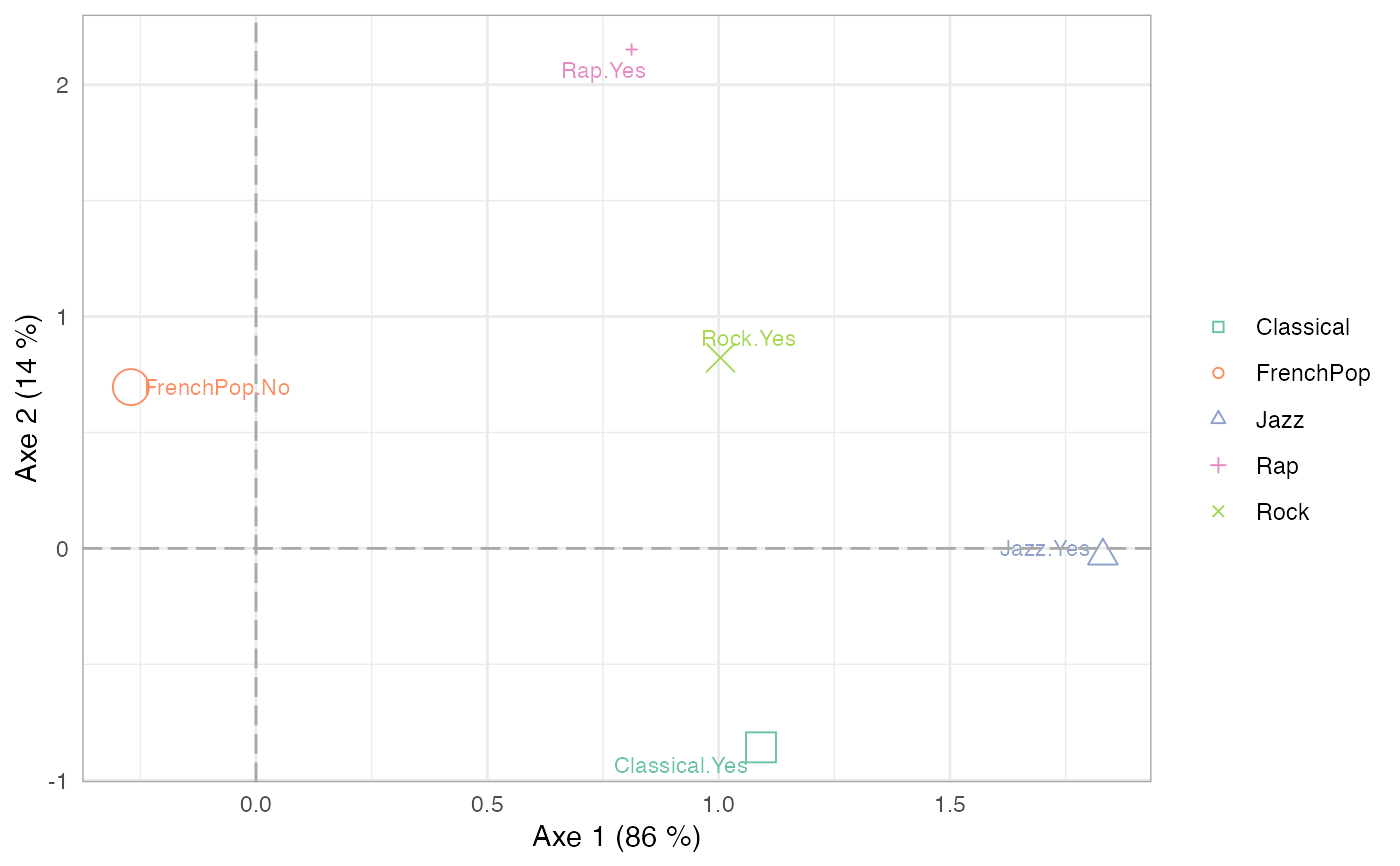 Rap.Yes
2
Rock.Yes
1
FrenchPop.No
Jazz.Yes
0
Classical.Yes
-1
0.0 0.5 1.0 1.5
Axe 1 (86 %)
Axe 2 (14 %)
Classical
FrenchPop
Jazz
Rap
Rock